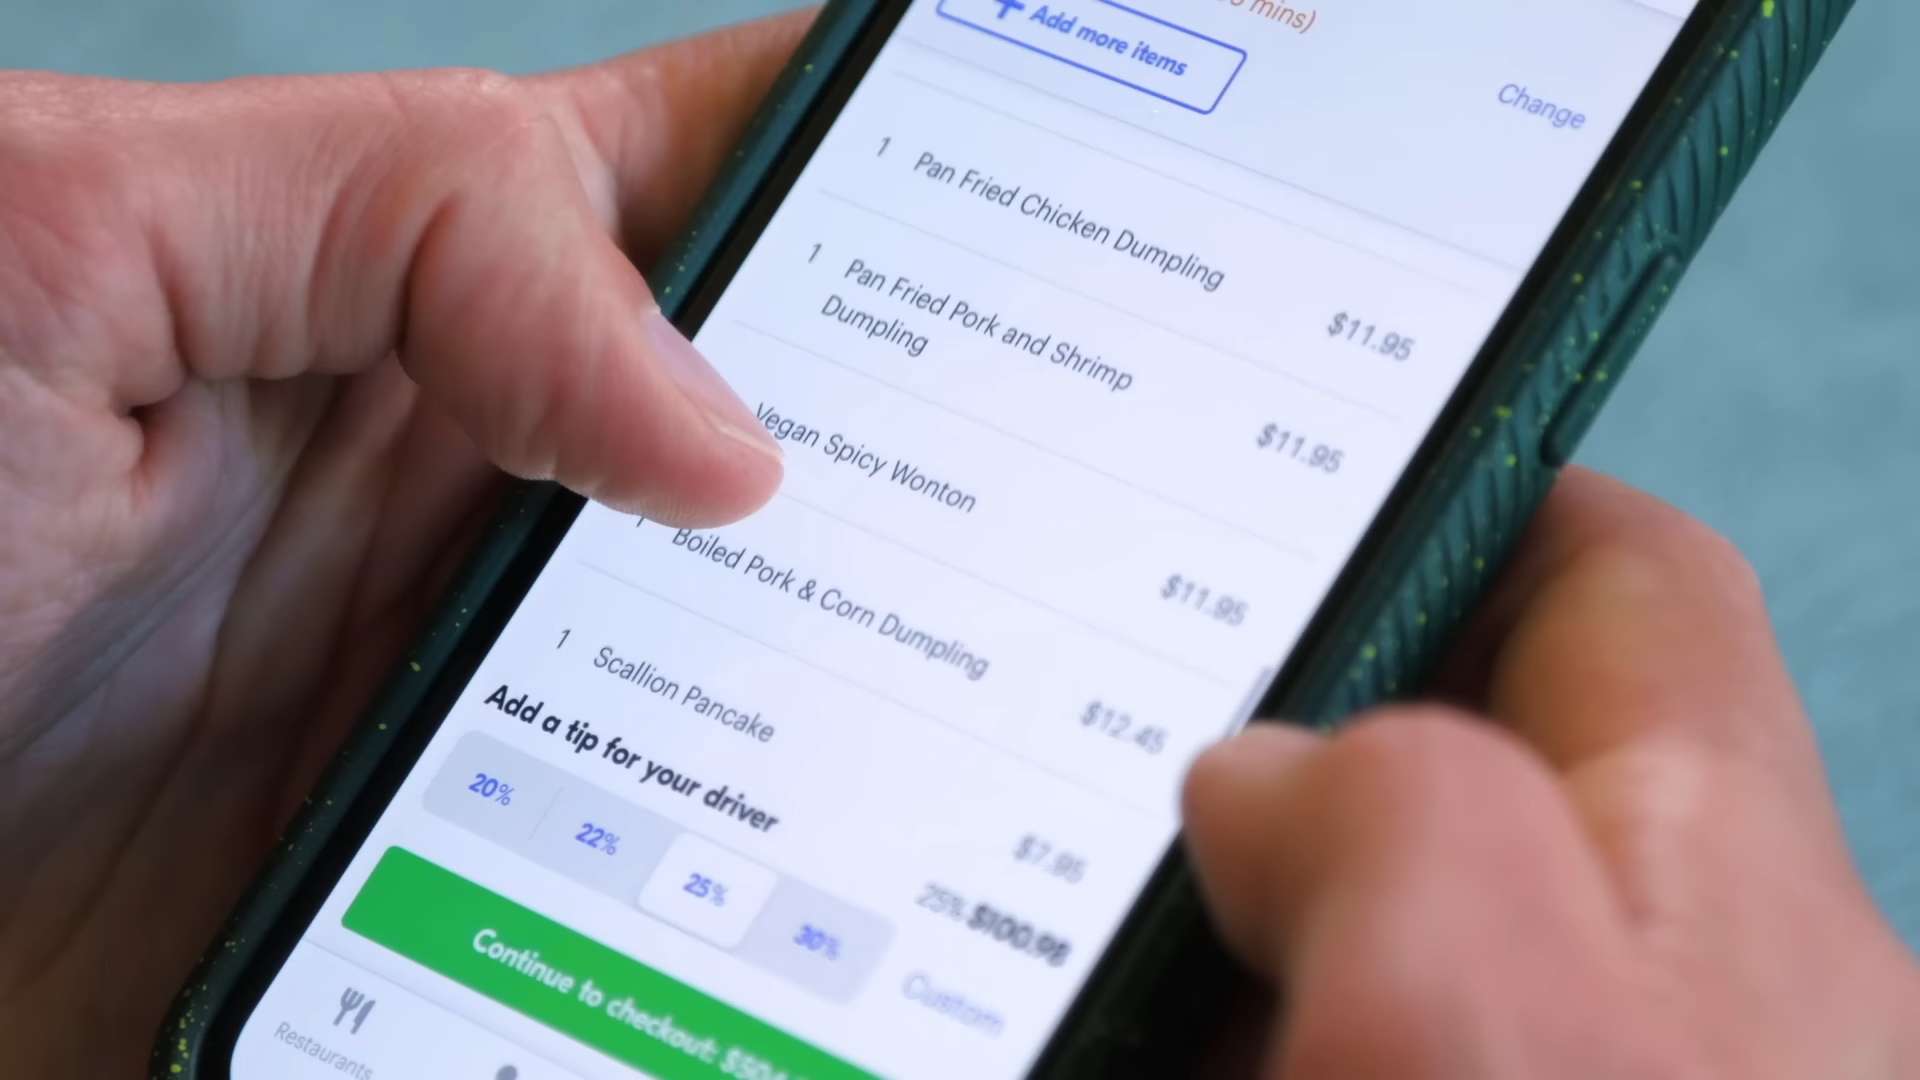 mins)
+ Add more items
Change
1 Pan Fried Chicken Dumpling
$11.95
1 Pan Fried Pork and Shrimp
Dumpling
$11.95
Vegan Spicy Wonton
$11.95
Boiled Pork & Corn Dumpling
$12.45
1 Scallion Pancake
$7.95
Add a tip for your driver
25% $100.98
20% 22% 25% 30%
Custom
Continue to checkout:
Restaurants